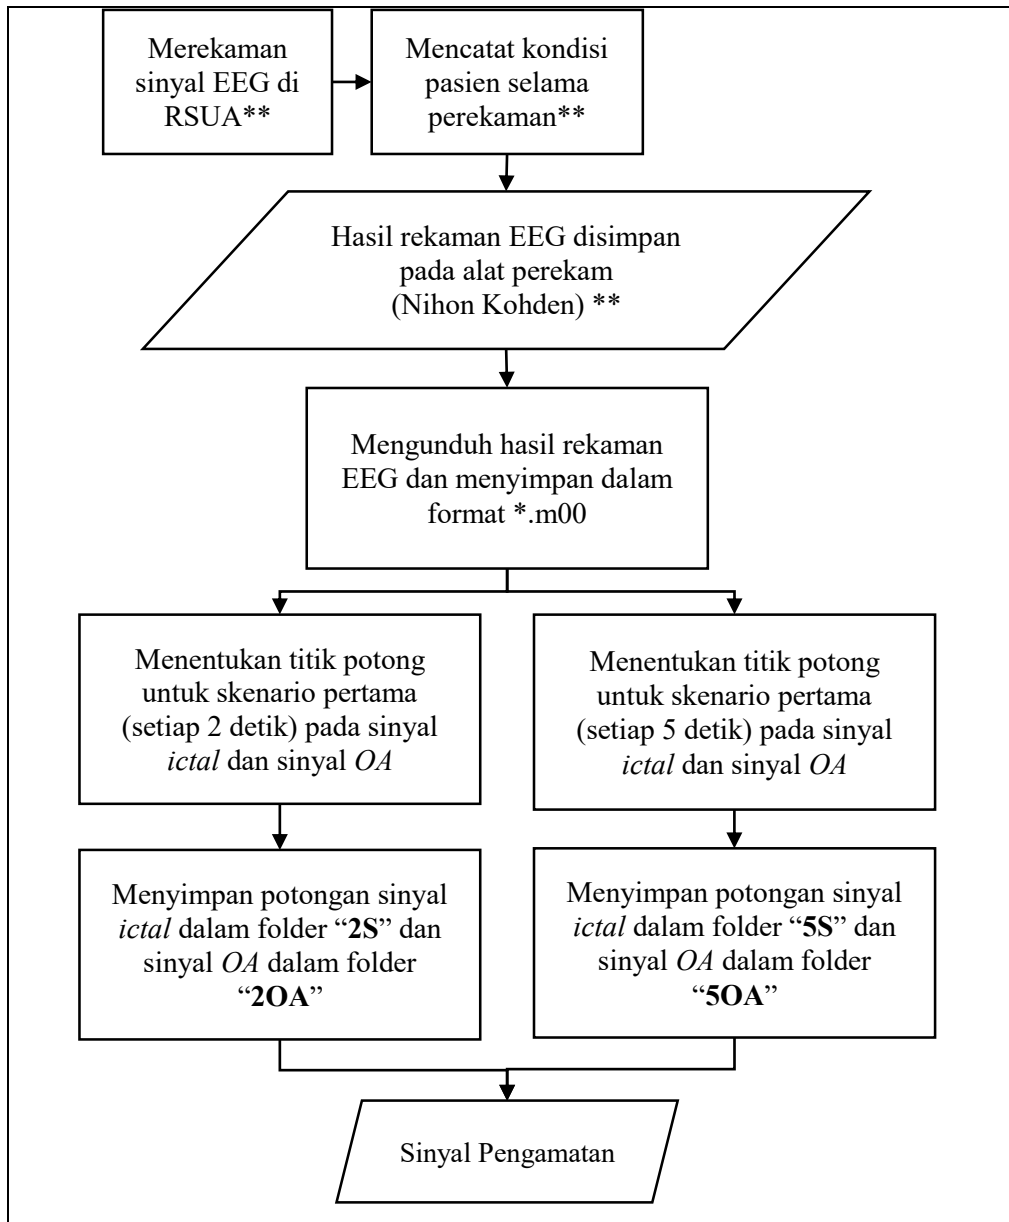 Merekaman
sinyal EEG di
RSUA**
Mencatat kondisi
pasien selama
perekaman**
Hasil rekaman EEG disimpan
pada alat perekam
(Nihon Kohden) **
Mengunduh hasil rekaman
EEG dan menyimpan dalam
format *.m00
Menentukan titik potong
untuk skenario pertama
(setiap 2 detik) pada sinyal
ictal dan sinyal OA
Menentukan titik potong
untuk skenario pertama
(setiap 5 detik) pada sinyal
ictal dan sinyal OA
Menyimpan potongan sinyal
ictal dalam folder “2S” dan
sinyal OA dalam folder
“2OA”
Menyimpan potongan sinyal
ictal dalam folder “5S” dan
sinyal OA dalam folder
“5OA”
Sinyal Pengamatan